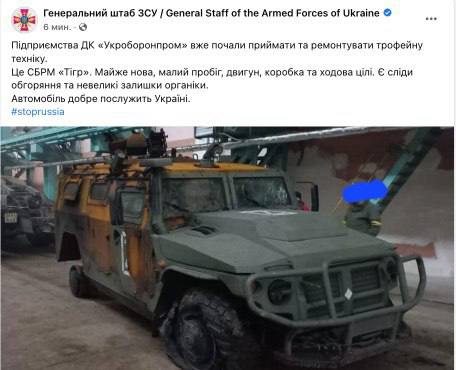 Генеральний штаб ЗСУ / General Staff of the Armed Forces of Ukraine
6 мин.
Підприємства ДК «Укроборонпром» вже почали приймати та ремонтувати трофейну
техніку.
Це СБРМ «Тігр». Майже нова, малий пробіг, двигун, коробка та ходова цілі. Є сліди
обгоряння та невеликі залишки органіки.
Автомобіль добре послужить Україні.
#stoprussia